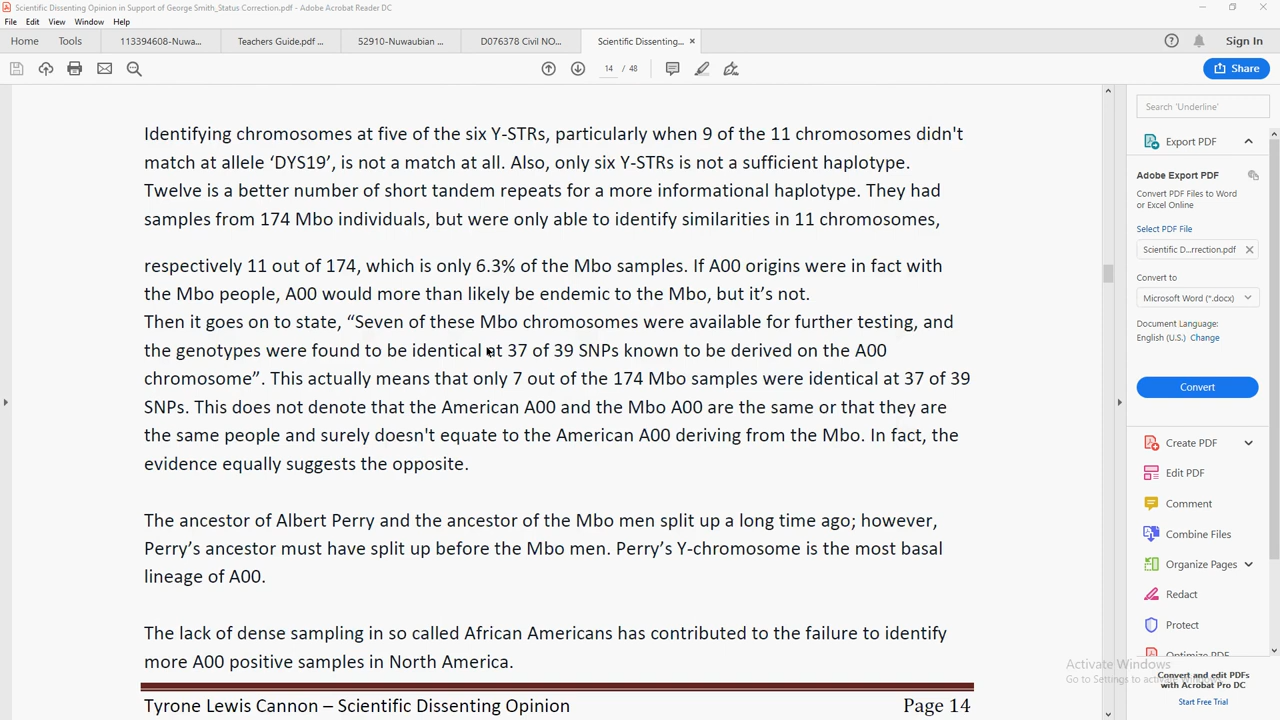 Scientific Dissenting Opinion in Support of George Smith_Status Correction.pdf - Adobe Acrobat Reader DC
File Edit View Window Help
Home Tools 113394608-Nuwa... Teachers Guide.pdf ... 52910-Nuwaubian ... D076378 Civil NO... Scientific Dissenting... × Sign In
14 / 48 Share
Identifying chromosomes at five of the six Y-STRs, particularly when 9 of the 11 chromosomes didn't
match at allele ‘DYS19’, is not a match at all. Also, only six Y-STRs is not a sufficient haplotype.
Twelve is a better number of short tandem repeats for a more informational haplotype. They had
samples from 174 Mbo individuals, but were only able to identify similarities in 11 chromosomes,
respectively 11 out of 174, which is only 6.3% of the Mbo samples. If A00 origins were in fact with
the Mbo people, A00 would more than likely be endemic to the Mbo, but it’s not.
Then it goes on to state, “Seven of these Mbo chromosomes were available for further testing, and
the genotypes were found to be identical at 37 of 39 SNPs known to be derived on the A00
chromosome”. This actually means that only 7 out of the 174 Mbo samples were identical at 37 of 39
SNPs. This does not denote that the American A00 and the Mbo A00 are the same or that they are
the same people and surely doesn't equate to the American A00 deriving from the Mbo. In fact, the
evidence equally suggests the opposite.
The ancestor of Albert Perry and the ancestor of the Mbo men split up a long time ago; however,
Perry’s ancestor must have split up before the Mbo men. Perry’s Y-chromosome is the most basal
lineage of A00.
The lack of dense sampling in so called African Americans has contributed to the failure to identify
more A00 positive samples in North America.
Tyrone Lewis Cannon – Scientific Dissenting Opinion Page 14
Search 'Underline'
Export PDF
Adobe Export PDF
Convert PDF Files to Word
or Excel Online
Select PDF File
Scientific D...rrection.pdf
Convert to
Microsoft Word (*.docx)
Document Language:
English (U.S.) Change
Convert
Create PDF
Edit PDF
Comment
Combine Files
Organize Pages
Redact
Protect
Optimize PDF
Activate Windows
Go to Settings to activate
Convert and edit PDFs
with Acrobat Pro DC
Start Free Trial